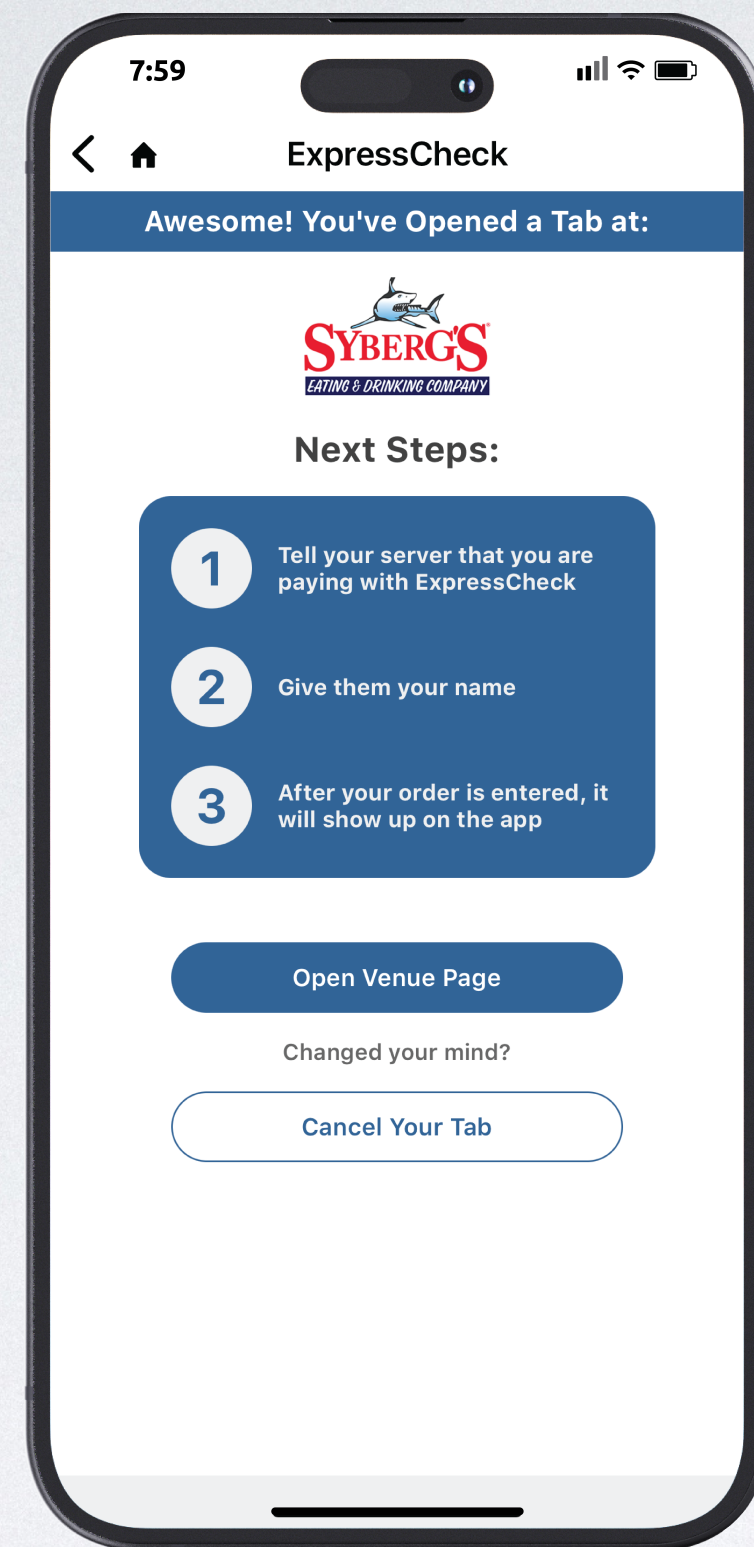 7:59
ExpressCheck
Awesome! You've Opened a Tab at:
SYBERG'S
EATING & DRINKING COMPANY
Next Steps:
1
Tell your server that you are
paying with ExpressCheck
2
Give them your name
3
After your order is entered, it
will show up on the app
Open Venue Page
Changed your mind?
Cancel Your Tab